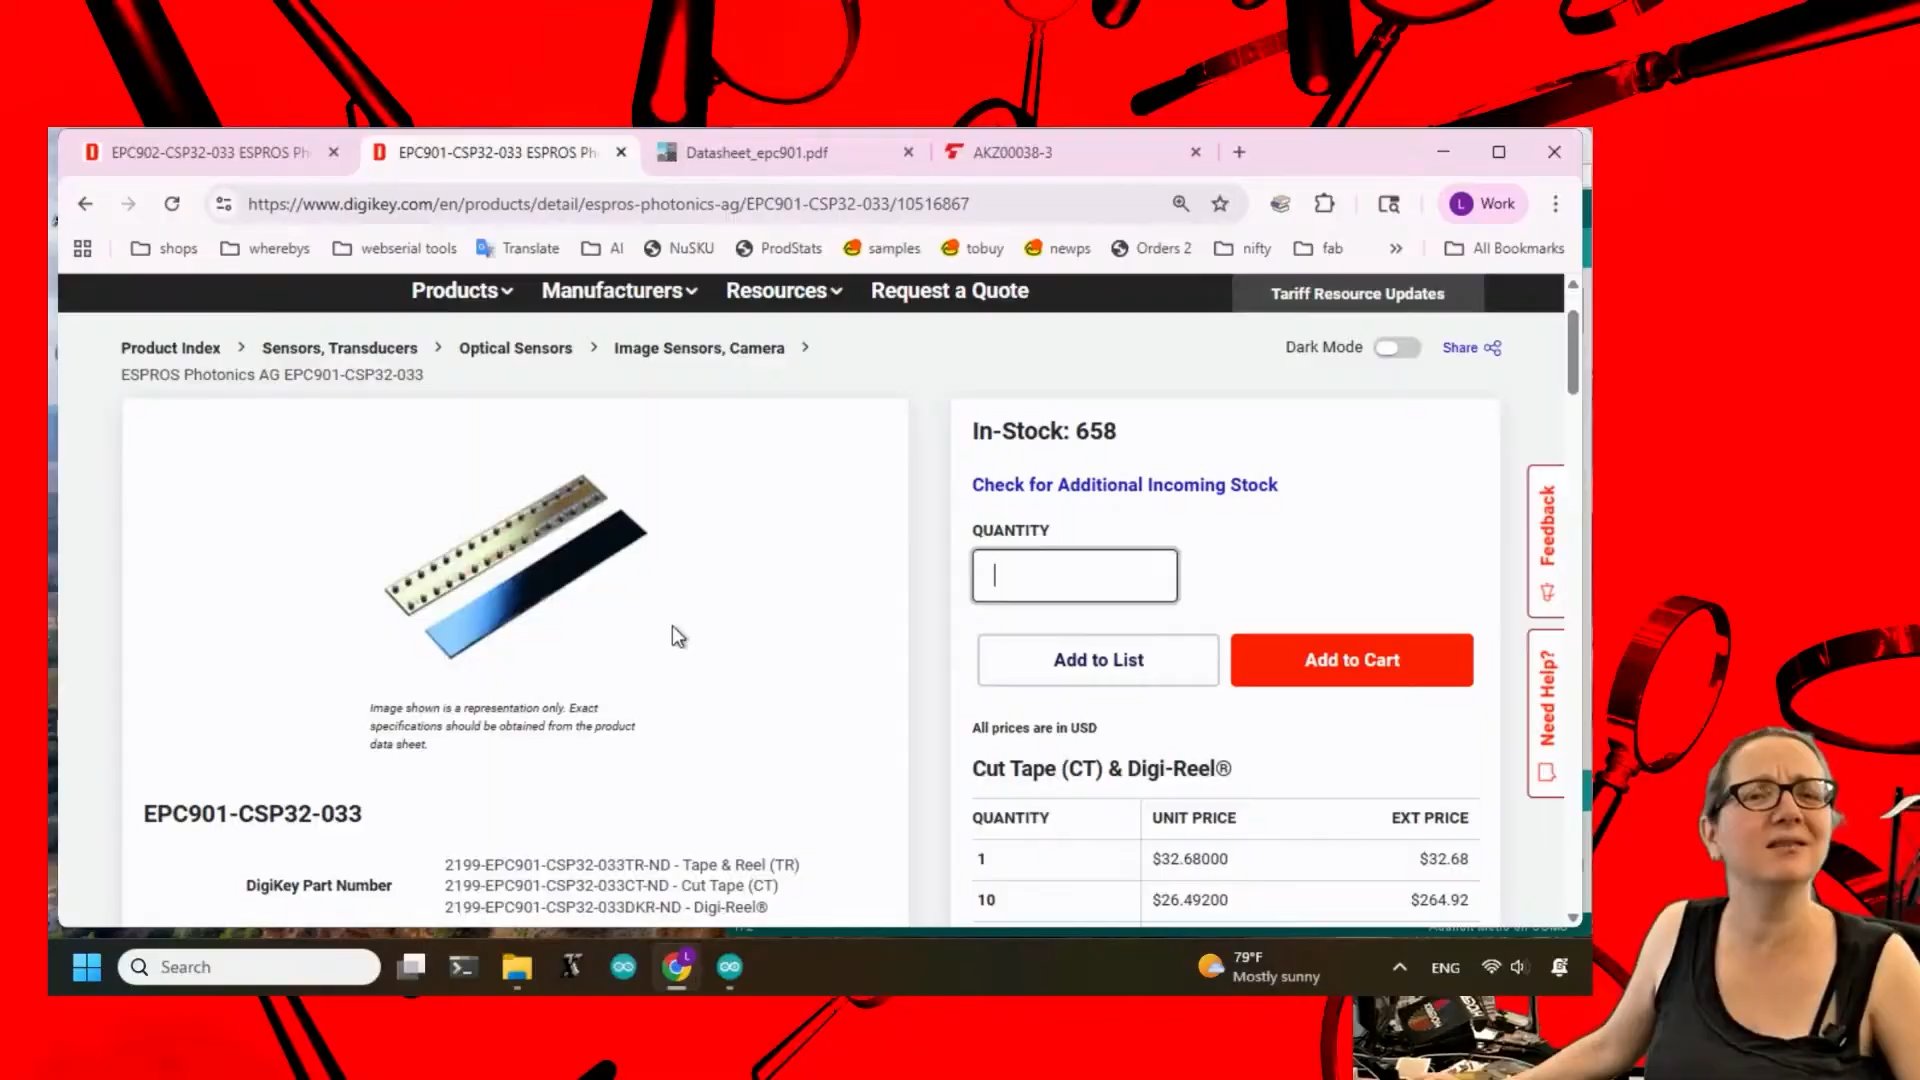 EPC902-CSP32-033 ESPROS Ph
EPC901-CSP32-033 ESPROS Ph
Datasheet_epc901.pdf
AKZ00038-3
https://www.digikey.com/en/products/detail/espros-photonics-ag/EPC901-CSP32-033/10516867
L Work
shops
wherebys
webserial tools
Translate
AI
NuSKU
ProdStats
samples
tobuy
newps
Orders 2
nifty
fab
All Bookmarks
Products
Manufacturers
Resources
Request a Quote
Tariff Resource Updates
Product Index > Sensors, Transducers > Optical Sensors > Image Sensors, Camera >
ESPROS Photonics AG EPC901-CSP32-033
Dark Mode
Share
Image shown is a representation only. Exact
specifications should be obtained from the product
data sheet.
EPC901-CSP32-033
DigiKey Part Number
2199-EPC901-CSP32-033TR-ND - Tape & Reel (TR)
2199-EPC901-CSP32-033CT-ND - Cut Tape (CT)
2199-EPC901-CSP32-033DKR-ND - Digi-Reel®
In-Stock: 658
Check for Additional Incoming Stock
QUANTITY
Add to List
Add to Cart
All prices are in USD
Cut Tape (CT) & Digi-Reel®
QUANTITY UNIT PRICE EXT PRICE
1 $32.68000 $32.68
10 $26.49200 $264.92
Feedback
Need Help?
Search
79°F
Mostly sunny
ENG